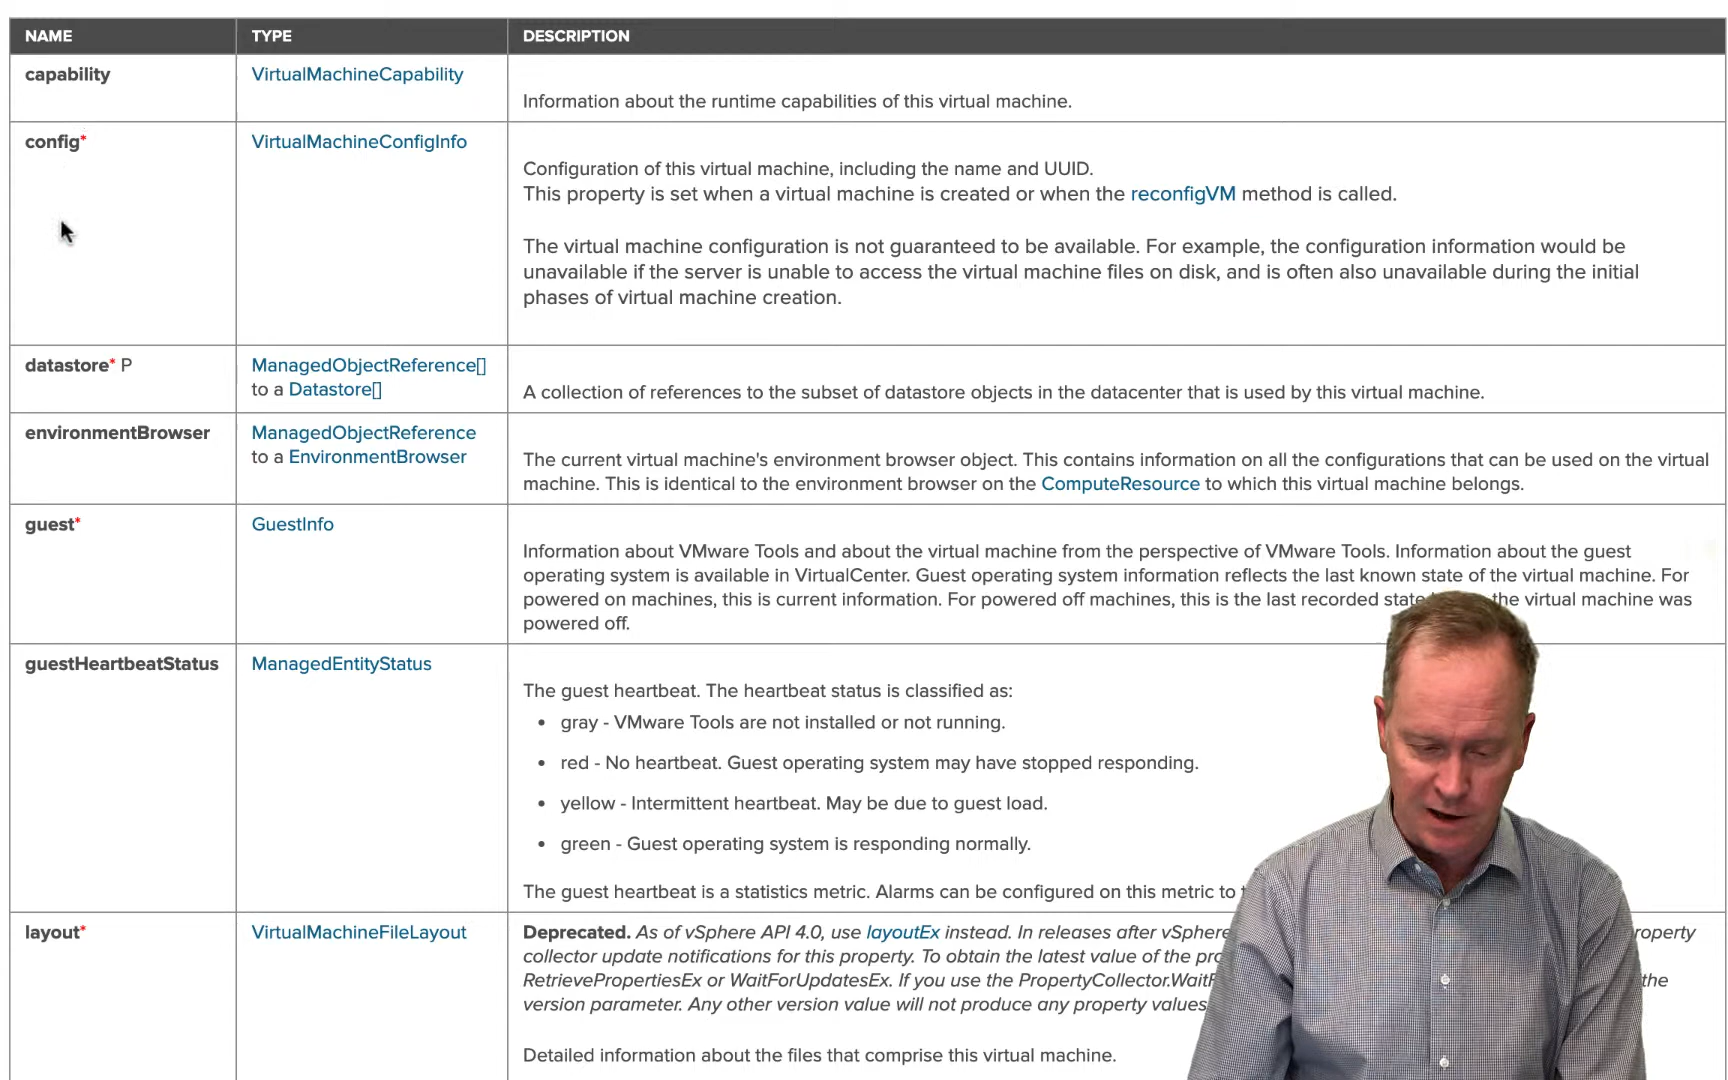 NAME TYPE DESCRIPTION
capability VirtualMachineCapability
Information about the runtime capabilities of this virtual machine.
config* VirtualMachineConfigInfo
Configuration of this virtual machine, including the name and UUID.
This property is set when a virtual machine is created or when the reconfigVM method is called.
The virtual machine configuration is not guaranteed to be available. For example, the configuration information would be
unavailable if the server is unable to access the virtual machine files on disk, and is often also unavailable during the initial
phases of virtual machine creation.
datastore* P ManagedObjectReference[]
to a Datastore[]
A collection of references to the subset of datastore objects in the datacenter that is used by this virtual machine.
environmentBrowser ManagedObjectReference
to a EnvironmentBrowser
The current virtual machine's environment browser object. This contains information on all the configurations that can be used on the virtual
machine. This is identical to the environment browser on the ComputeResource to which this virtual machine belongs.
guest* GuestInfo
Information about VMware Tools and about the virtual machine from the perspective of VMware Tools. Information about the guest
operating system is available in VirtualCenter. Guest operating system information reflects the last known state of the virtual machine. For
powered on machines, this is current information. For powered off machines, this is the last recorded state the virtual machine was
powered off.
guestHeartbeatStatus ManagedEntityStatus
The guest heartbeat. The heartbeat status is classified as:
• gray - VMware Tools are not installed or not running.
• red - No heartbeat. Guest operating system may have stopped responding.
• yellow - Intermittent heartbeat. May be due to guest load.
• green - Guest operating system is responding normally.
The guest heartbeat is a statistics metric. Alarms can be configured on this metric to
layout* VirtualMachineFileLayout
Deprecated. As of vSphere API 4.0, use layoutEx instead. In releases after vSphere roperty
collector update notifications for this property. To obtain the latest value of the
RetrievePropertiesEx or WaitForUpdatesEx. If you use the PropertyCollector.WaitF the
version parameter. Any other version value will not produce any property values
Detailed information about the files that comprise this virtual machine.